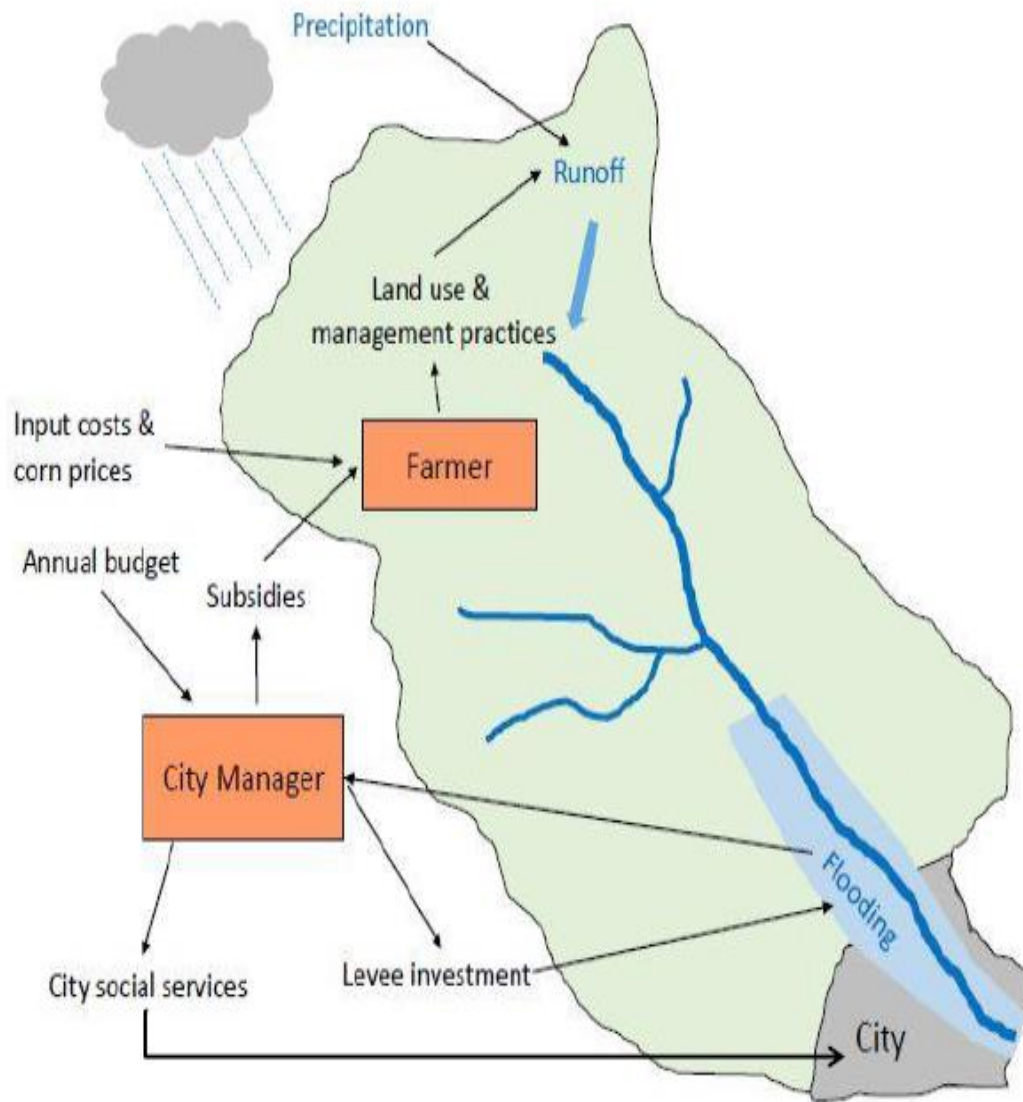 Precipitation
Runoff
Land use &
management practices
Input costs &
corn prices
Farmer
Annual budget
Subsidies
City Manager
Flooding
City social services
Levee investment
City